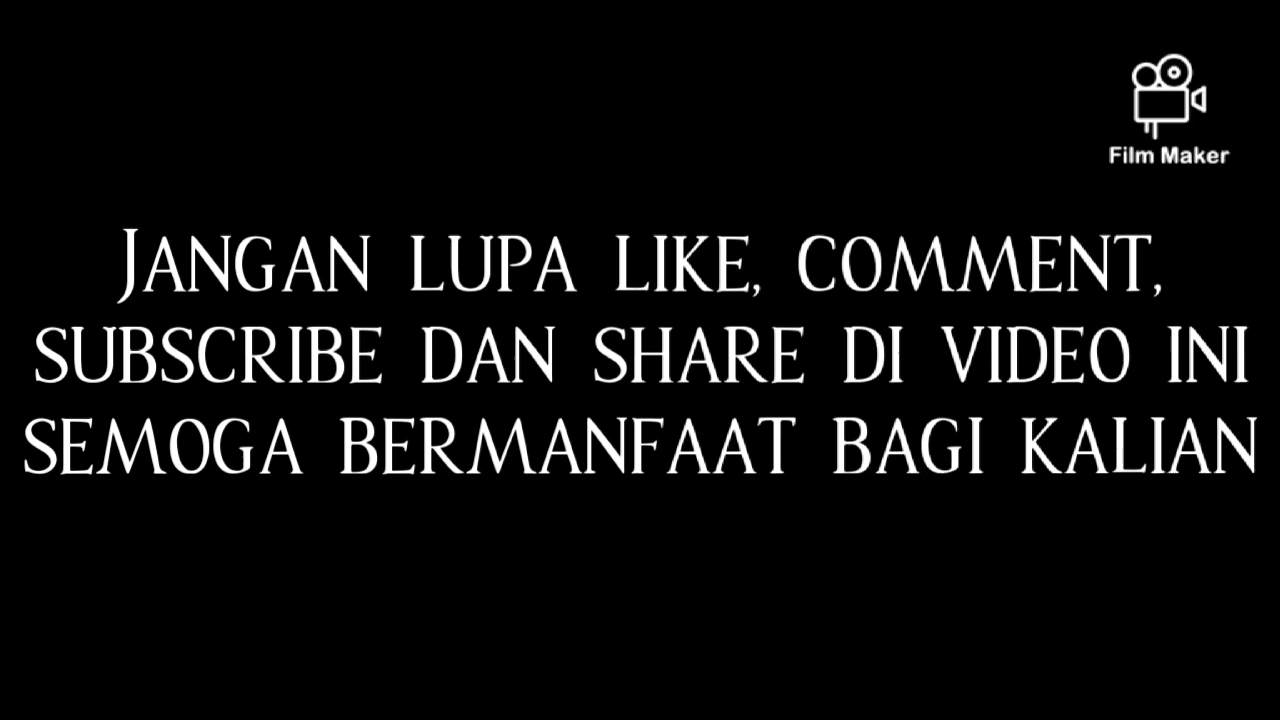 Film Maker
Jangan lupa like, comment,
subscribe dan share di video ini
semoga bermanfaat bagi kalian